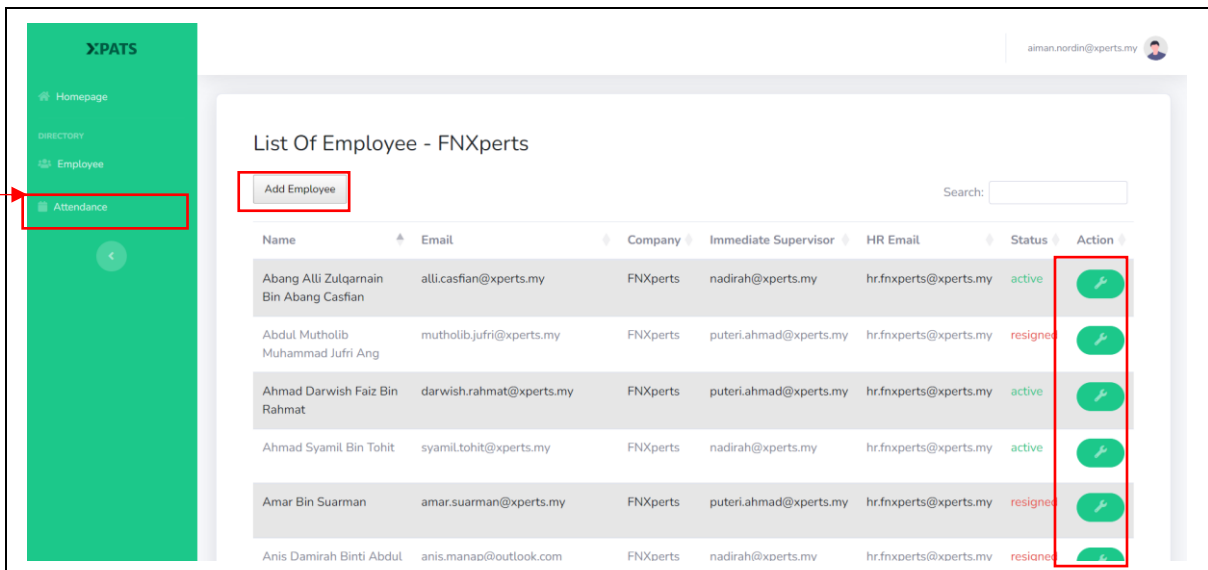 XPATS
aiman.nordin@xperts.my
Homepage
DIRECTORY
Employee
Attendance
List Of Employee - FNXperts
Add Employee
Search:
Name Email Company Immediate Supervisor HR Email Status Action
Abang Alli Zulqarnain alli.casfian@xperts.my FNXperts nadirah@xperts.my hr.fnxperts@xperts.my active
Bin Abang Casfian
Abdul Mutholib mutholib.jufri@xperts.my FNXperts puteri.ahmad@xperts.my hr.fnxperts@xperts.my resigned
Muhammad Jufri Ang
Ahmad Darwish Faiz Bin darwish.rahmat@xperts.my FNXperts puteri.ahmad@xperts.my hr.fnxperts@xperts.my active
Rahmat
Ahmad Syamil Bin Tohit syamil.tohit@xperts.my FNXperts nadirah@xperts.my hr.fnxperts@xperts.my active
Amar Bin Suarman amar.suarman@xperts.my FNXperts puteri.ahmad@xperts.my hr.fnxperts@xperts.my resigned
Anis Damirah Binti Abdul anis.manap@outlook.com FNXperts nadirah@xperts.my hr.fnxperts@xperts.my resigned